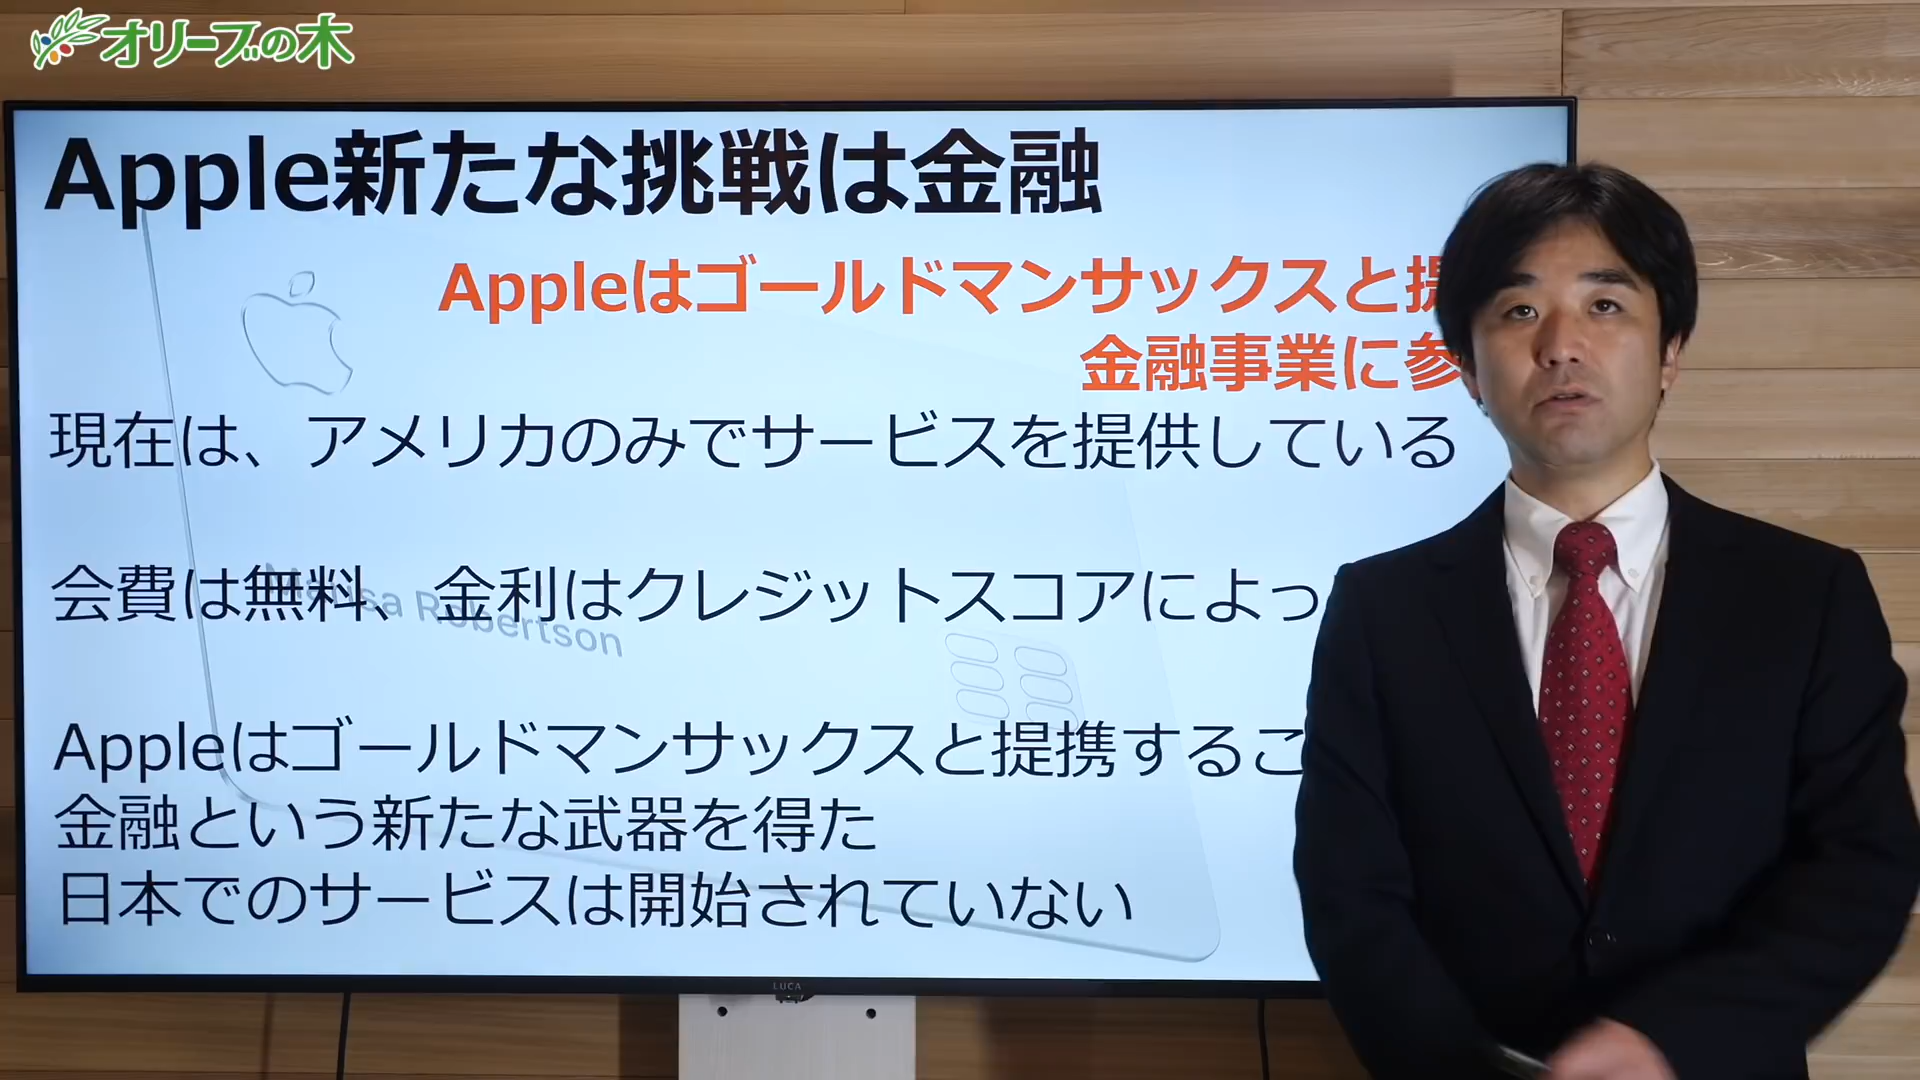 オリーブの木
Apple新たな挑戦は金融
Appleはゴールドマンサックスと提
金融事業に参
現在は、アメリカのみでサービスを提供している
会費は無料、金利はクレジットスコアによっ
Robertson
Appleはゴールドマンサックスと提携するこ
金融という新たな武器を得た
日本でのサービスは開始されていない
LUCA